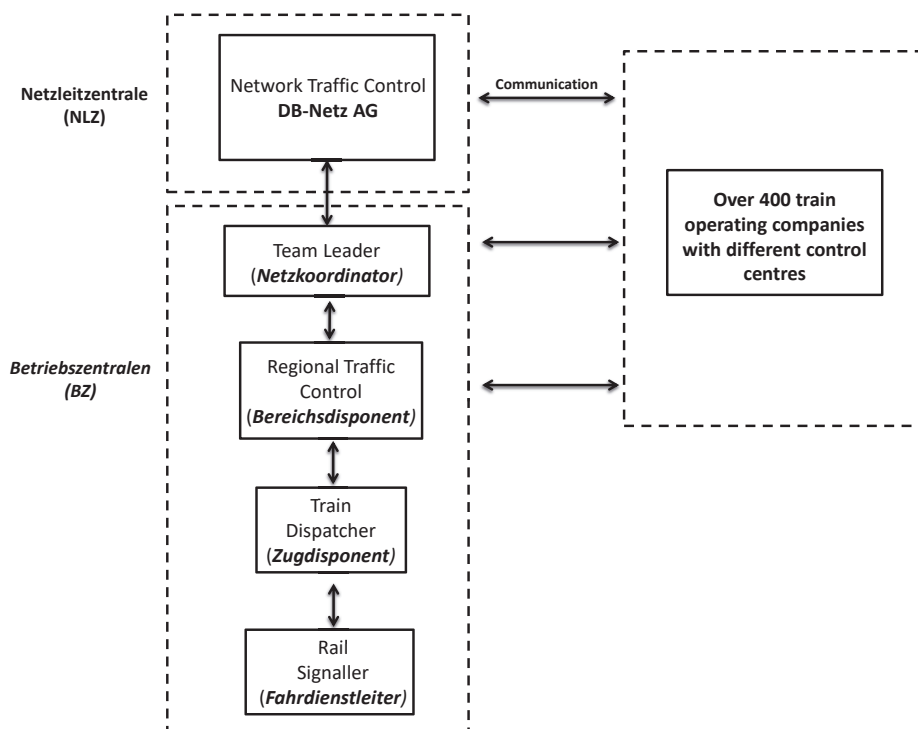 Netzleitzentrale
(NLZ)
Network Traffic Control
DB-Netz AG
Communication
Over 400 train
operating companies
with different control
centres
Betriebszentralen
(BZ)
Team Leader
(Netzkoordinator)
Regional Traffic
Control
(Bereichsdisponent)
Train
Dispatcher
(Zugdisponent)
Rail
Signaller
(Fahrdienstleiter)